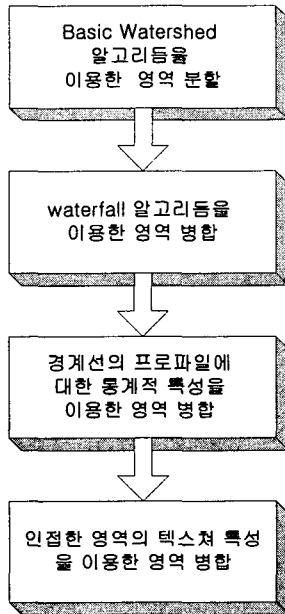 Basic Watershed
알고리듬을
이용한 영역 분할
waterfall 알고리듬을
이용한 영역 병합
경계선의 프로파일에
대한 통계적 특성을
이용한 영역 병합
인접한 영역의 텍스쳐 특성
을 이용한 영역 병합